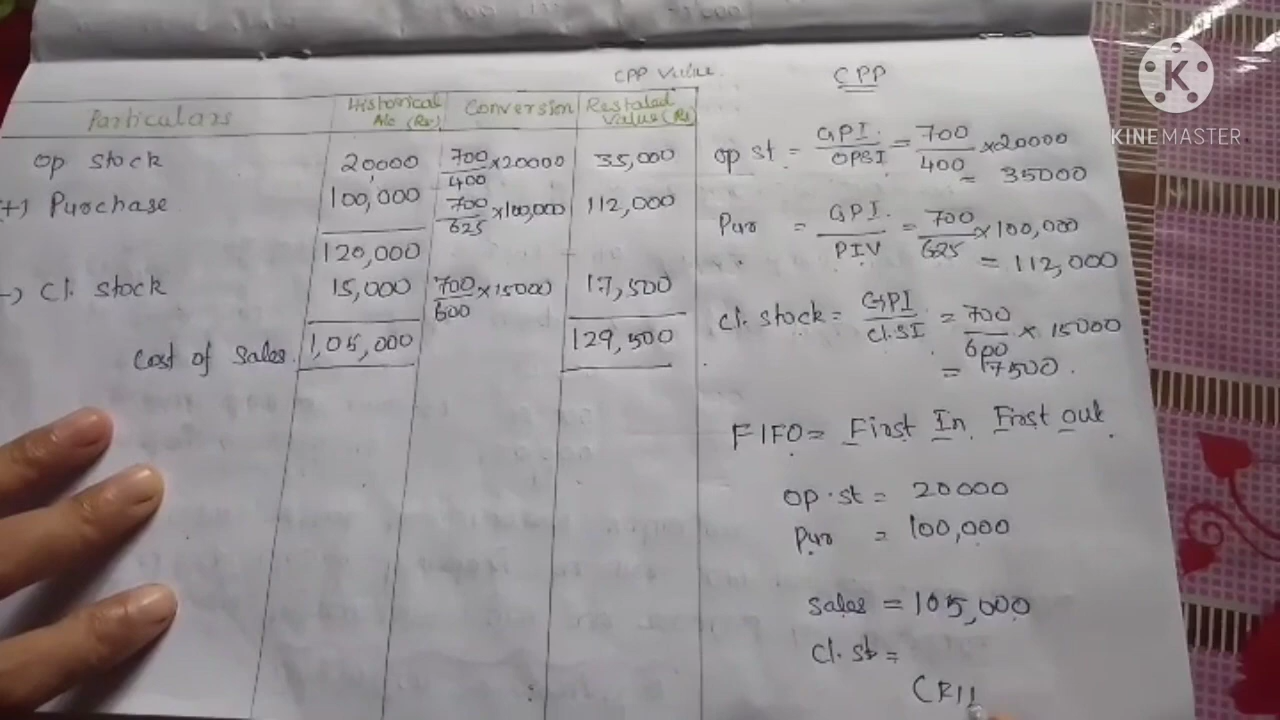 CPP Value.
Particulars Historical A/c (Rs) Conversion Restated Value (Rs)
Op Stock 20000 700/400 ×20000 35,000
(+) Purchase 100,000 700/625 ×100,000 112,000
120,000
-) Cl. Stock 15,000 700/600 ×15000 17,500
Cost of Sales. 1,05,000 129,500
CPP
Op St = GPI/OPSI = 700/400 ×20000
= 35000
Pur = GPI/PIV = 700/625 ×100,000
= 112,000
Cl. Stock = GPI/Cl.SI = 700/600 × 15000
= 17500.
FIFO = First In First Out.
Op.st = 20000
Pur = 100,000
Sales = 105,000
Cl. St =
K
KINEMASTER